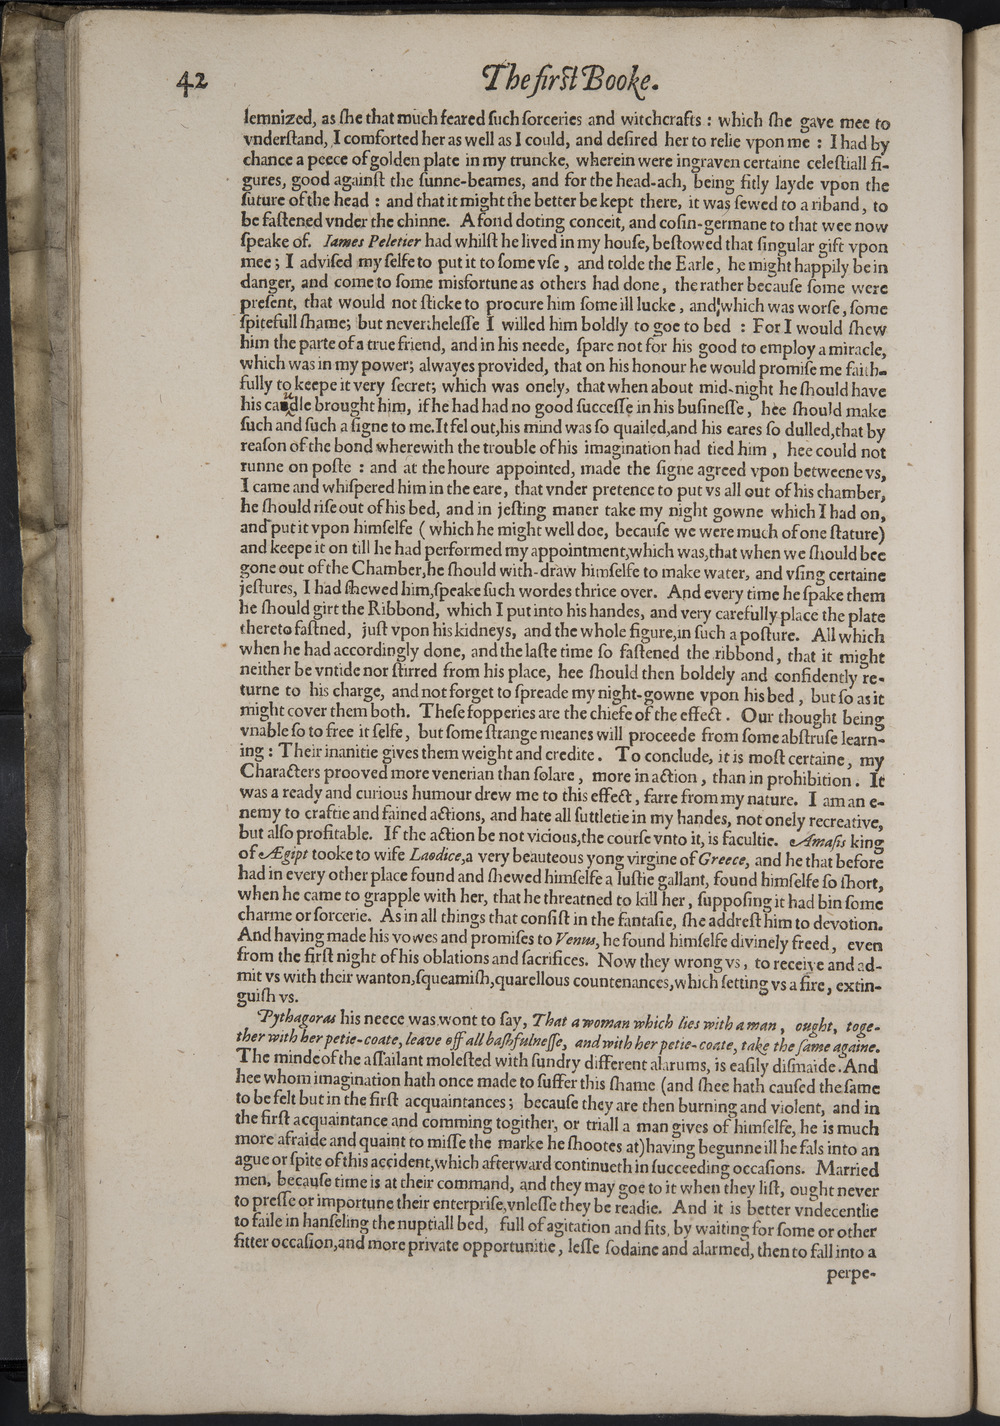 42
The first Booke.
lemnized, as ſhe that much feared ſuch ſorceries and witchcrafts : which ſhe gave mee to
vnderſtand, I comforted her as well as I could, and deſired her to relie vpon me : I had by
chance a peece of golden plate in my truncke, wherein were ingraven certaine celeſtiall fi-
gures, good againſt the ſunne-beames, and for the head-ach, being fitly layde vpon the
ſuture of the head : and that it might the better be kept there, it was ſewed to a riband, to
be faſtened vnder the chinne. A fond doting conceit, and coſin-germane to that wee now
ſpeake of. Iames Peletier had whilſt he lived in my houſe, beſtowed that ſingular gift vpon
mee ; I adviſed my ſelfe to put it to ſome vſe , and tolde the Earle, he might happily be in
danger, and come to ſome misfortune as others had done, the rather becauſe ſome were
preſent, that would not ſticke to procure him ſome ill lucke , and which was worſe, ſome
ſpitefull ſhame; but nevertheleſſe I willed him boldly to goe to bed : For I would ſhew
him the parte of a true friend, and in his neede, ſpare not for his good to employ a miracle,
which was in my power; alwayes provided, that on his honour he would promiſe me faith-
fully to keepe it very ſecret; which was onely, that when about mid-night he ſhould have
his caudle brought him, if he had had no good ſucceſſe in his buſineſſe , hee ſhould make
ſuch and ſuch a ſigne to me. It fel out, his mind was ſo quailed, and his eares ſo dulled, that by
reaſon of the bond wherewith the trouble of his imagination had tied him , hee could not
runne on poſte : and at the houre appointed, made the ſigne agreed vpon betweene vs,
I came and whiſpered him in the eare, that vnder pretence to put vs all out of his chamber,
he ſhould riſe out of his bed, and in jeſting maner take my night gowne which I had on,
and put it vpon himſelfe ( which he might well doe, becauſe we were much of one ſtature)
and keepe it on till he had performed my appointment, which was, that when we ſhould bee
gone out of the Chamber, he ſhould with-draw himſelfe to make water, and vſing certaine
jeſtures, I had ſhewed him, ſpeake ſuch wordes thrice over. And every time he ſpake them
he ſhould girt the Ribbond, which I put into his handes, and very carefully place the plate
thereto faſtned, juſt vpon his kidneys, and the whole figure, in ſuch a poſture. All which
when he had accordingly done, and the laſte time ſo faſtened the ribbond, that it might
neither be vntide nor ſtirred from his place, hee ſhould then boldely and confidently re-
turne to his charge, and not forget to ſpreade my night-gowne vpon his bed , but ſo as it
might cover them both. Theſe fopperies are the chiefe of the effect. Our thought being
vnable ſo to free it ſelfe, but ſome ſtrange meanes will proceede from ſome abſtruſe learn-
ing : Their inanitie gives them weight and credite. To conclude, it is moſt certaine, my
Characters prooved more venerian than ſolare, more in action, than in prohibition. It
was a ready and curious humour drew me to this effect, farre from my nature. I am an e-
nemy to craftie and fained actions, and hate all ſuttletie in my handes, not onely recreative,
but alſo profitable. If the action be not vicious, the courſe vnto it, is facultie. Amaſis king
of Ægipt tooke to wife Laodice, a very beauteous yong virgine of Greece, and he that before
had in every other place found and ſhewed himſelfe a luſtie gallant, found himſelfe ſo ſhort,
when he came to grapple with her, that he threatned to kill her, ſuppoſing it had bin ſome
charme or ſorcerie. As in all things that conſiſt in the fantaſie, ſhe addreſt him to devotion.
And having made his vowes and promiſes to Venus, he found himſelfe divinely freed, even
from the firſt night of his oblations and ſacrifices. Now they wrong vs, to receive and ad-
mit vs with their wanton, ſqueamiſh, quarellous countenances, which ſetting vs a fire, extin-
guiſh vs.
Pythagoras his neece was wont to ſay, That a woman which lies with a man, ought, toge-
ther with her petie-coate, leave off all baſhfulneſſe, and with her petie-coate, take the ſame againe.
The minde of the aſſailant moleſted with ſundry different alarums, is eaſily diſmaide. And
hee whom imagination hath once made to ſuffer this ſhame (and ſhee hath cauſed the ſame
to be felt but in the firſt acquaintances ; becauſe they are then burning and violent, and in
the firſt acquaintance and comming togither, or triall a man gives of himſelfe, he is much
more afraide and quaint to miſſe the marke he ſhootes at) having begunne ill he fals into an
ague or ſpite of this accident, which afterward continueth in ſucceeding occaſions. Married
men, becauſe time is at their command, and they may goe to it when they liſt, ought never
to preſſe or importune their enterpriſe, vnleſſe they be readie. And it is better vndecentlie
to faile in hanſeling the nuptiall bed, full of agitation and fits, by waiting for ſome or other
fitter occaſion, and more private opportunitie, leſſe ſodaine and alarmed, then to fall into a
perpe-